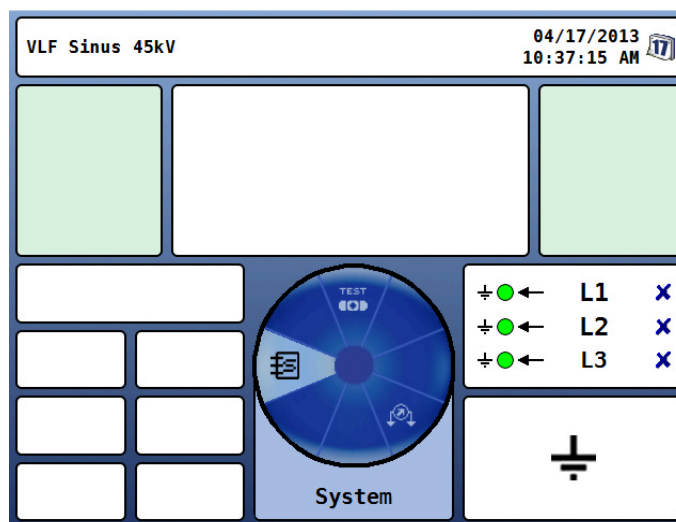 VLF Sinus 45kV
04/17/2013
10:37:15 AM
17
TEST
L1 x
L2 x
L3 x
System